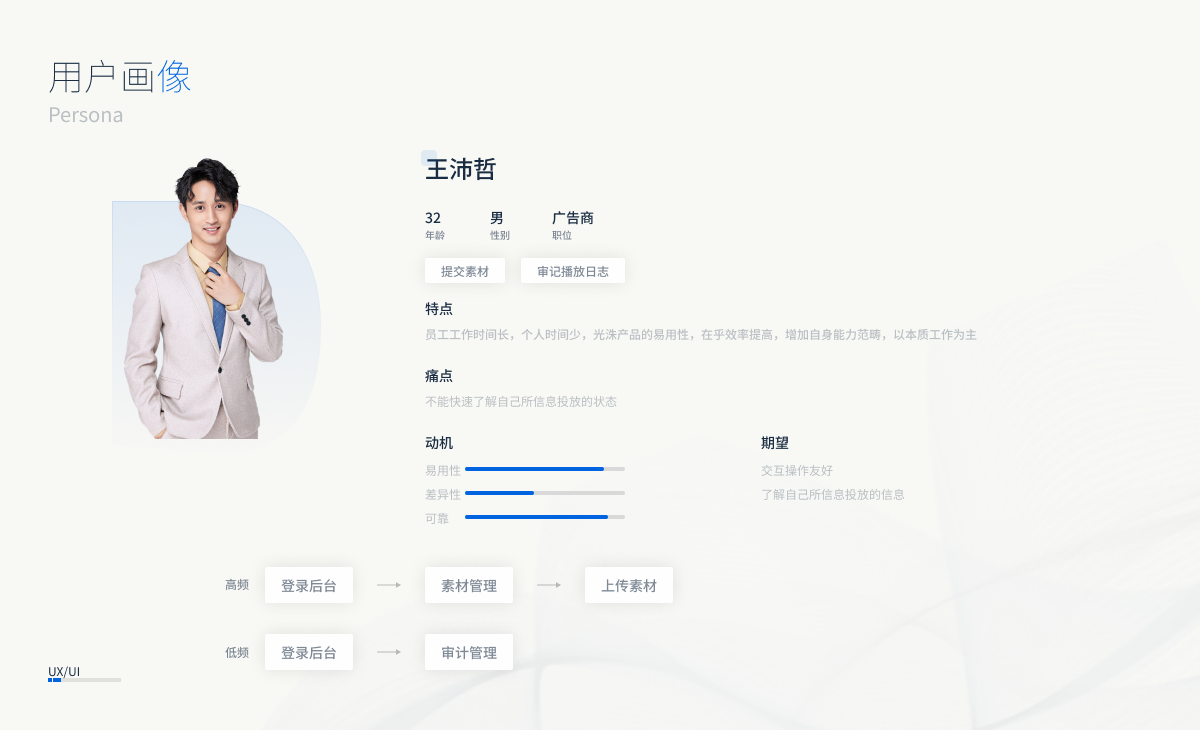 用户画像
Persona
王沛哲
32 男 广告商
年龄 性别 职位
提交素材 审记播放日志
特点
员工工作时间长，个人时间少，光洙产品的易用性，在乎效率提高，增加自身能力范畴，以本质工作为主
痛点
不能快速了解自己所信息投放的状态
动机 期望
易用性 交互操作友好
差异性 了解自己所信息投放的信息
可靠
高频 登录后台 素材管理 上传素材
低频 登录后台 审计管理
UX/UI